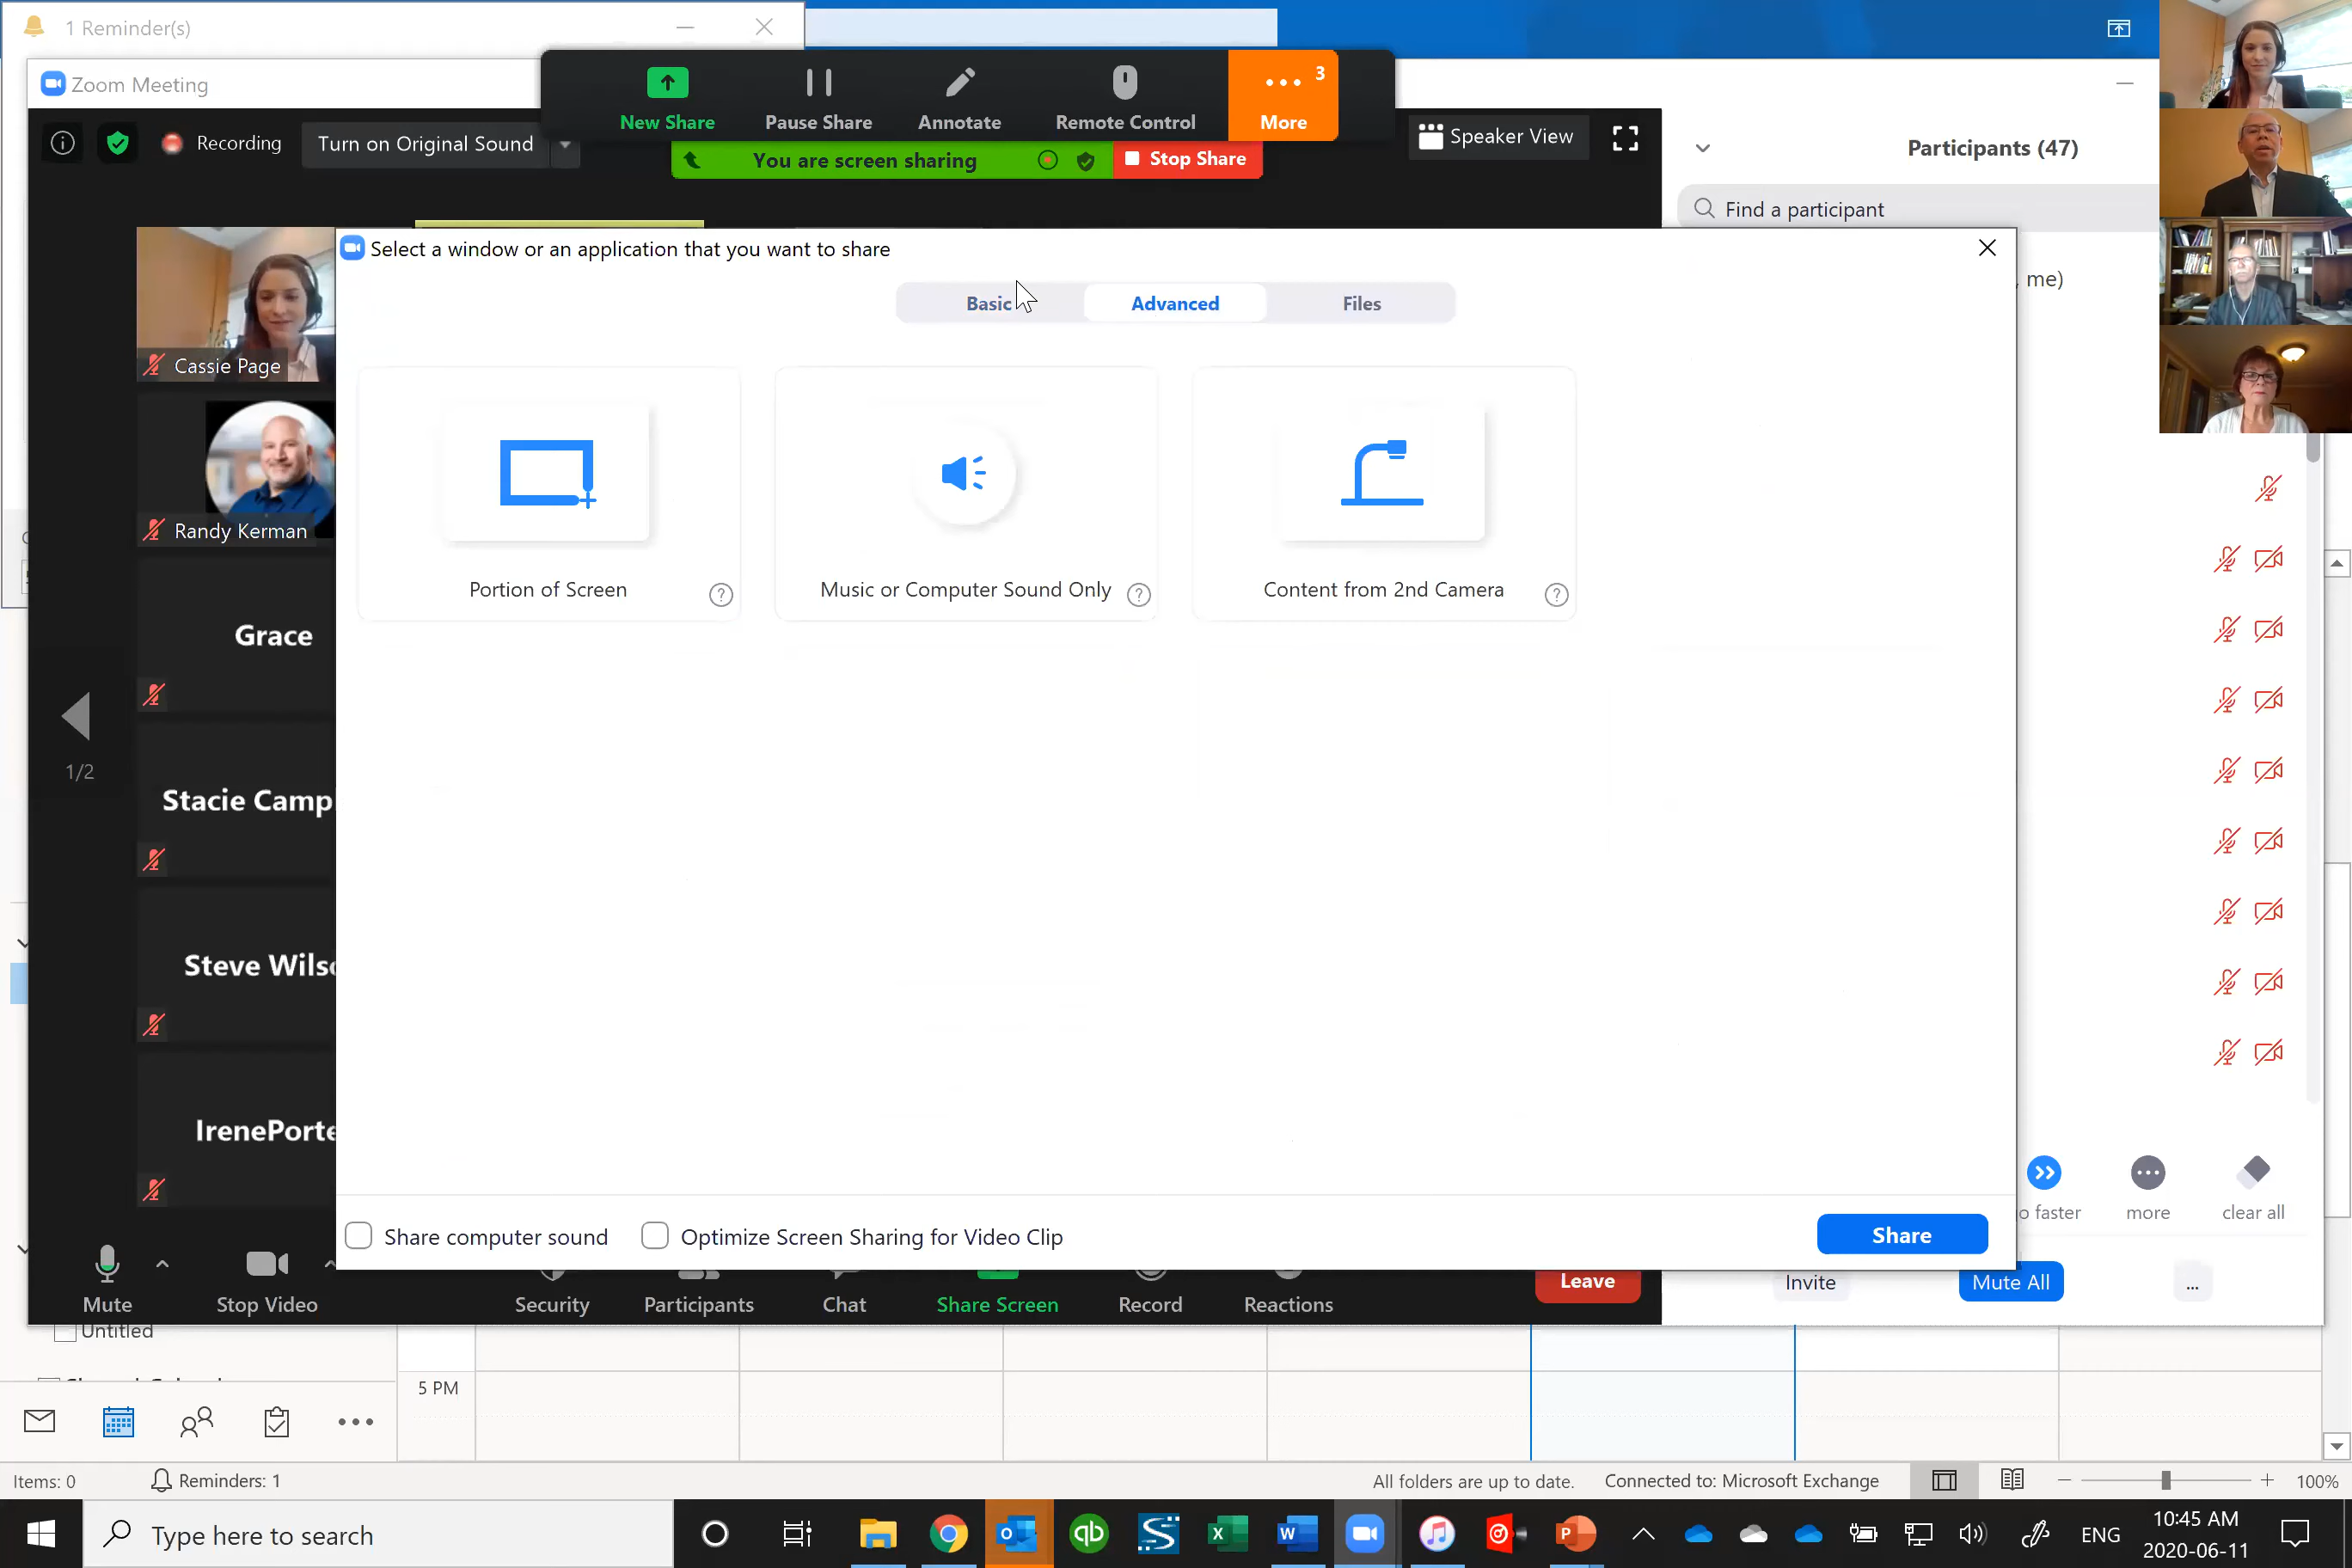 1 Reminder(s)
Zoom Meeting
New Share
Pause Share
Annotate
Remote Control
3
More
Recording
Turn on Original Sound
You are screen sharing
Stop Share
Speaker View
Participants (47)
Find a participant
Select a window or an application that you want to share
Basic
Advanced
Files
me)
Cassie Page
Randy Kerman
Portion of Screen
Music or Computer Sound Only
Content from 2nd Camera
Grace
1/2
Stacie Camp
Steve Wils
IrenePorte
Share computer sound
Optimize Screen Sharing for Video Clip
Share
o faster
more
clear all
Mute
Stop Video
Security
Participants
Chat
Share Screen
Record
Reactions
Leave
Invite
Mute All
...
Untitled
5 PM
Items: 0
Reminders: 1
All folders are up to date.
Connected to: Microsoft Exchange
100%
Type here to search
ENG
10:45 AM
2020-06-11